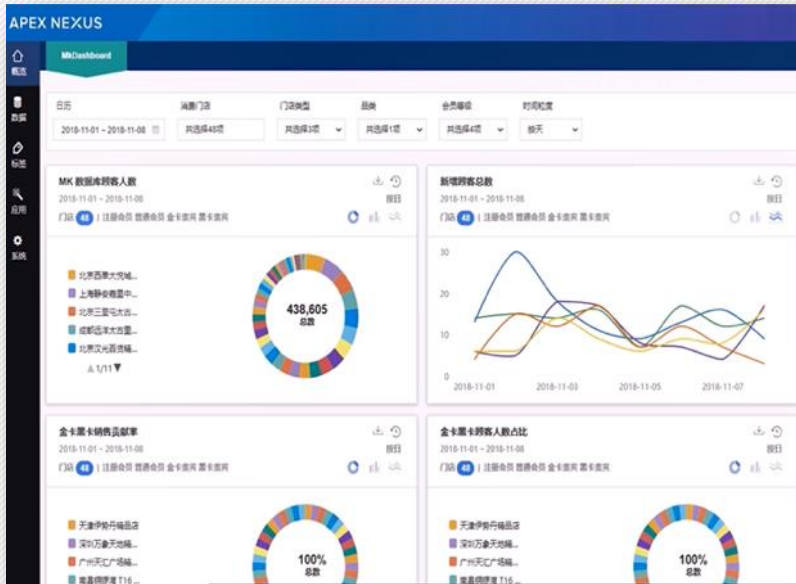 APEX NEXUS
MkDashboard
概览
数据
标签
应用
系统
日历
消费门店
门店类型
品类
会员等级
时间粒度
2018-11-01 ~ 2018-11-08
共选择48项
共选择3项
共选择1项
共选择4项
按天
MK 数据库顾客人数
2018-11-01 ~ 2018-11-08
按日
门店 48 | 注册会员 普通会员 金卡贵宾 黑卡贵宾
北京西单大悦城...
上海静安商厦中...
北京三里屯太古...
成都远洋太古里...
北京汉光百货精...
1/11
438,605
总数
新增顾客总数
2018-11-01 ~ 2018-11-08
按日
门店 48 | 注册会员 普通会员 金卡贵宾 黑卡贵宾
30
20
10
0
2018-11-01
2018-11-03
2018-11-05
2018-11-07
金卡黑卡销售贡献率
2018-11-01 ~ 2018-11-08
按日
门店 48 | 注册会员 普通会员 金卡贵宾 黑卡贵宾
天津伊势丹精品店
深圳万象天地精...
广州天汇广场精...
100%
总数
金卡黑卡顾客人数占比
2018-11-01 ~ 2018-11-08
按日
门店 48 | 注册会员 普通会员 金卡贵宾 黑卡贵宾
天津伊势丹精品店
深圳万象天地精...
广州天汇广场精...
100%
总数